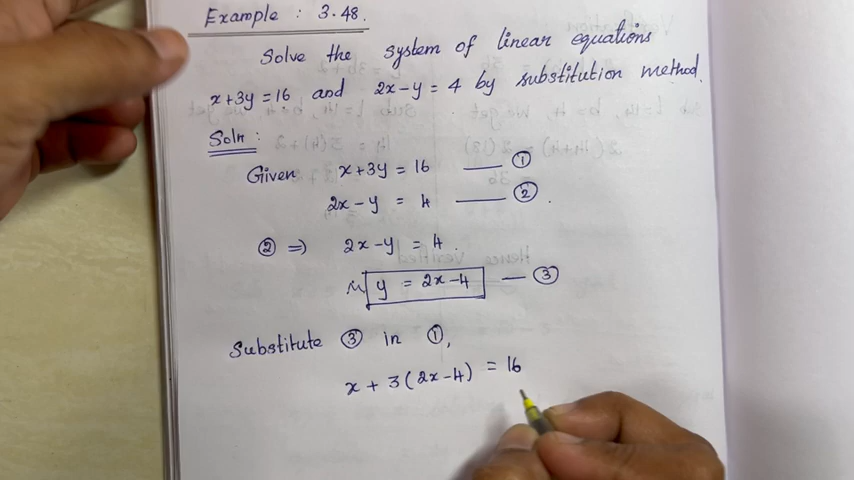 Example : 3.48.
Solve the system of linear equations
x+3y=16 and 2x-y=4 by substitution method.
Soln :
Given x+3y = 16 —— ①
2x-y = 4 —— ②.
② ⇒ 2x-y = 4.
y = 2x-4 — ③
Substitute ③ in ①,
x + 3(2x-4) = 16